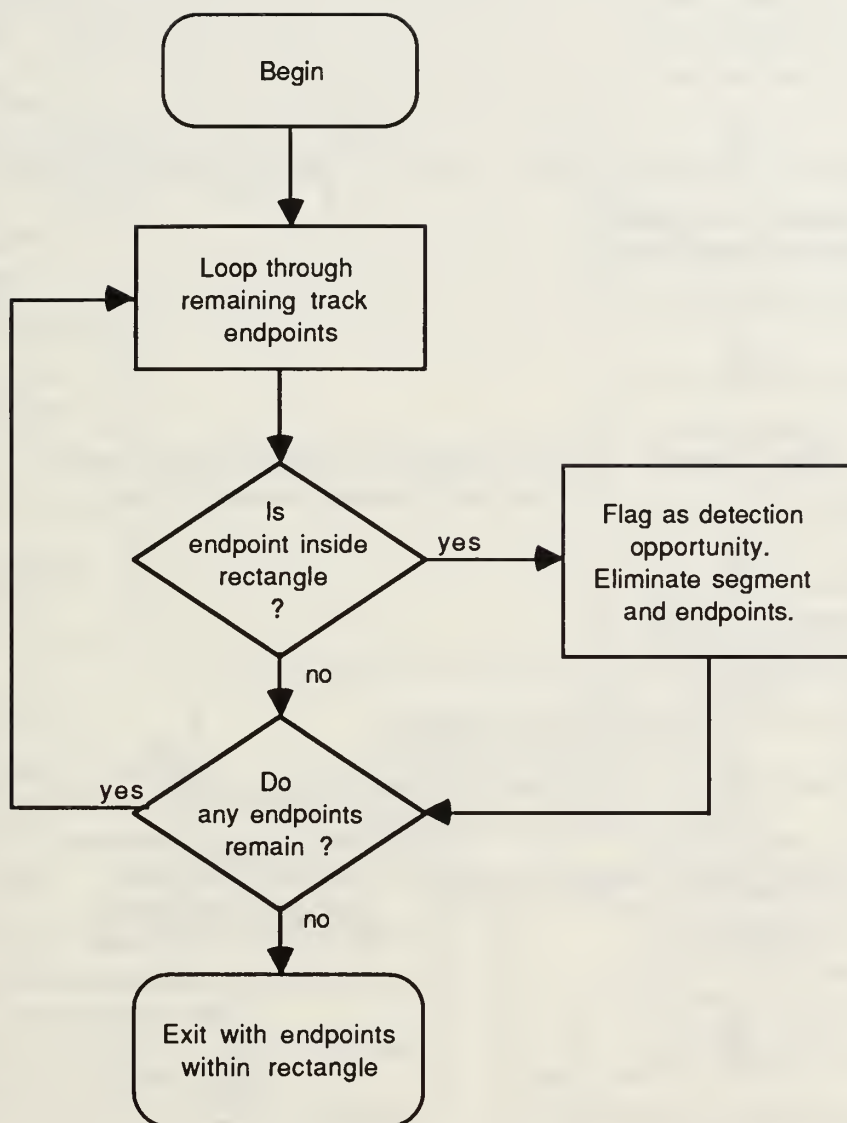 Begin
Loop through
remaining track
endpoints
Is
endpoint inside
rectangle
?
yes
Flag as detection
opportunity.
Eliminate segment
and endpoints.
no
Do
any endpoints
remain ?
yes
no
Exit with endpoints
within rectangle